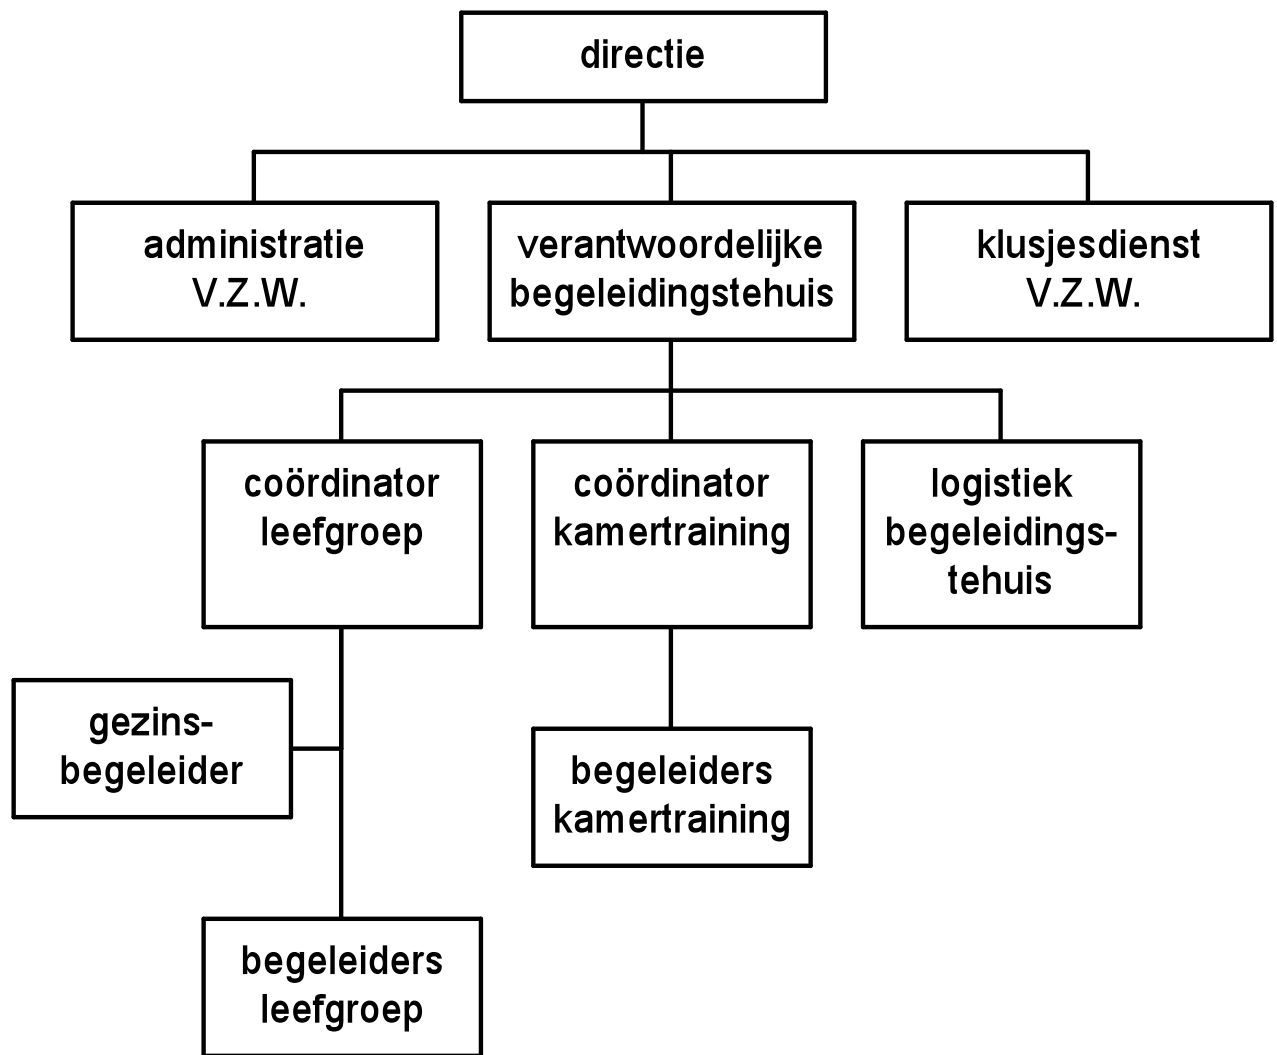 directie
administratie
V.Z.W.
verantwoordelijke
begeleidingstehuis
klusjesdienst
V.Z.W.
coördinator
leefgroep
coördinator
kamertraining
logistiek
begeleidings-
tehuis
gezins-
begeleider
begeleiders
kamertraining
begeleiders
leefgroep